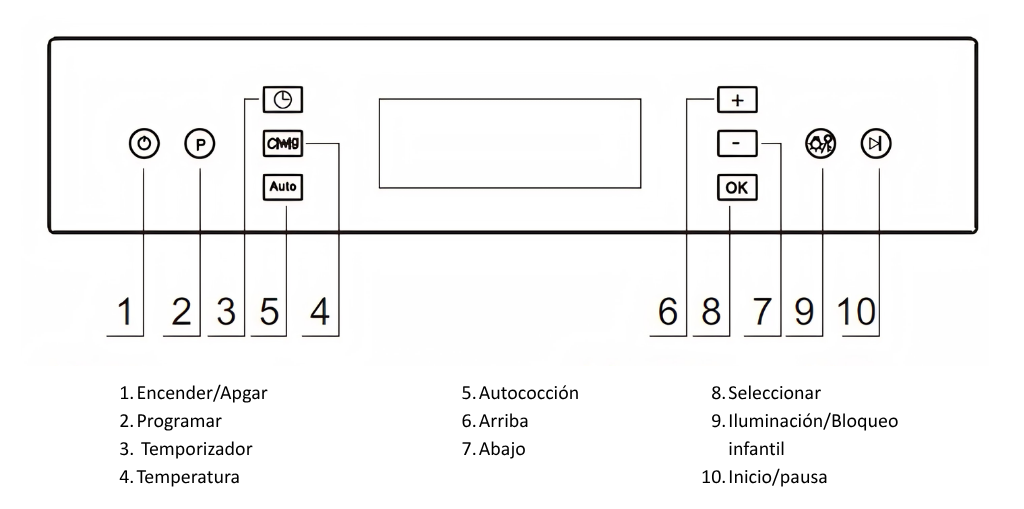 +
P
C/w/g
-
Auto
OK
1 2 3 5 4 6 8 7 9 10
1. Encender/Apgar
2. Programar
3. Temporizador
4. Temperatura
5. Autococción
6. Arriba
7. Abajo
8. Seleccionar
9. Iluminación/Bloqueo
infantil
10. Inicio/pausa